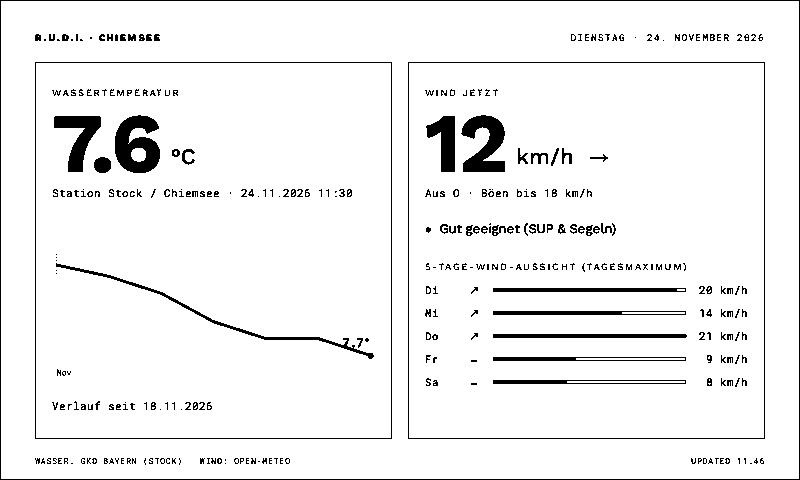 R.U.D.I. · CHIEMSEE
DIENSTAG · 24. NOVEMBER 2026
WASSERTEMPERATUR
7.6 °C
Station Stock / Chiemsee · 24.11.2026 11:30
7.7°
Nov
Verlauf seit 18.11.2026
WIND JETZT
12 km/h →
Aus O · Böen bis 18 km/h
• Gut geeignet (SUP & Segeln)
5-TAGE-WIND-AUSSICHT (TAGESMAXIMUM)
Di ↗ 20 km/h
Mi ↗ 14 km/h
Do ↗ 21 km/h
Fr – 9 km/h
Sa – 8 km/h
WASSER: GKD BAYERN (STOCK) WIND: OPEN-METEO
UPDATED 11:46